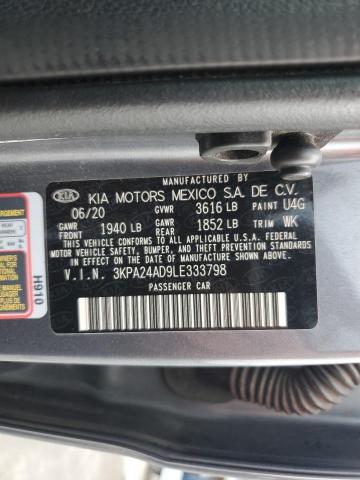 MANUFACTURED BY
KIA KIA MOTORS MEXICO S.A. DE C.V.
06/20 GVWR 3616 LB PAINT U4G
GAWR FRONT 1940 LB GAWR REAR 1852 LB TRIM WK
THIS VEHICLE CONFORMS TO ALL APPLICABLE FEDERAL
MOTOR VEHICLE SAFETY, BUMPER, AND THEFT
PREVENTION STANDARDS IN EFFECT ON THE DATE OF
MANUFACTURE SHOWN ABOVE.
V.I.N. 3KPA24AD9LE333798
PASSENGER CAR
H910